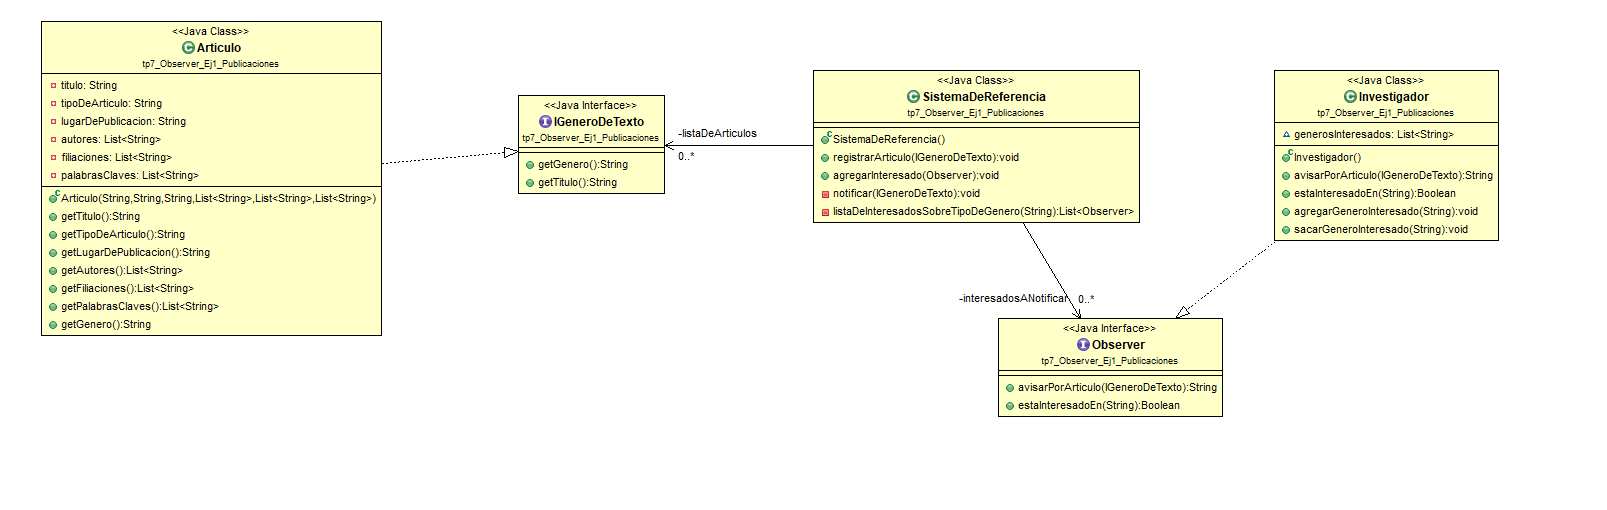 <<Java Class>>
Articulo
tp7_Observer_Ej1_Publicaciones
titulo: String
tipoDeArticulo: String
lugarDePublicacion: String
autores: List<String>
filiaciones: List<String>
palabrasClaves: List<String>
Articulo(String,String,String,List<String>,List<String>,List<String>)
getTitulo():String
getTipoDeArticulo():String
getLugarDePublicacion():String
getAutores():List<String>
getFiliaciones():List<String>
getPalabrasClaves():List<String>
getGenero():String
<<Java Interface>>
IGeneroDeTexto
tp7_Observer_Ej1_Publicaciones
getGenero():String
getTitulo():String
-listaDeArticulos
0..*
<<Java Class>>
SistemaDeReferencia
tp7_Observer_Ej1_Publicaciones
SistemaDeReferencia()
registrarArticulo(IGeneroDeTexto):void
agregarInteresado(Observer):void
notificar(IGeneroDeTexto):void
listaDeInteresadosSobreTipoDeGenero(String):List<Observer>
-interesadosANotificar
0..*
<<Java Class>>
Investigador
tp7_Observer_Ej1_Publicaciones
generosInteresados: List<String>
Investigador()
avisarPorArticulo(IGeneroDeTexto):String
estaInteresadoEn(String):Boolean
agregarGeneroInteresado(String):void
sacarGeneroInteresado(String):void
<<Java Interface>>
Observer
tp7_Observer_Ej1_Publicaciones
avisarPorArticulo(IGeneroDeTexto):String
estaInteresadoEn(String):Boolean